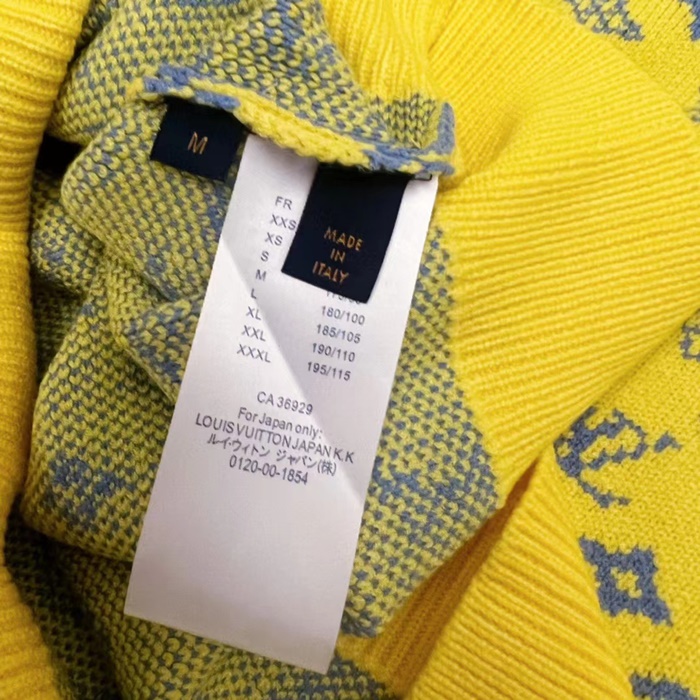 M
MADE
IN
ITALY
FR
XXS
XS
S
M
L 180/100
XL 185/105
XXL 190/110
XXXL 195/115
CA 36929
For Japan only:
LOUIS VUITTON JAPAN K.K
ルイ・ヴィトン ジャパン(株)
0120-00-1854